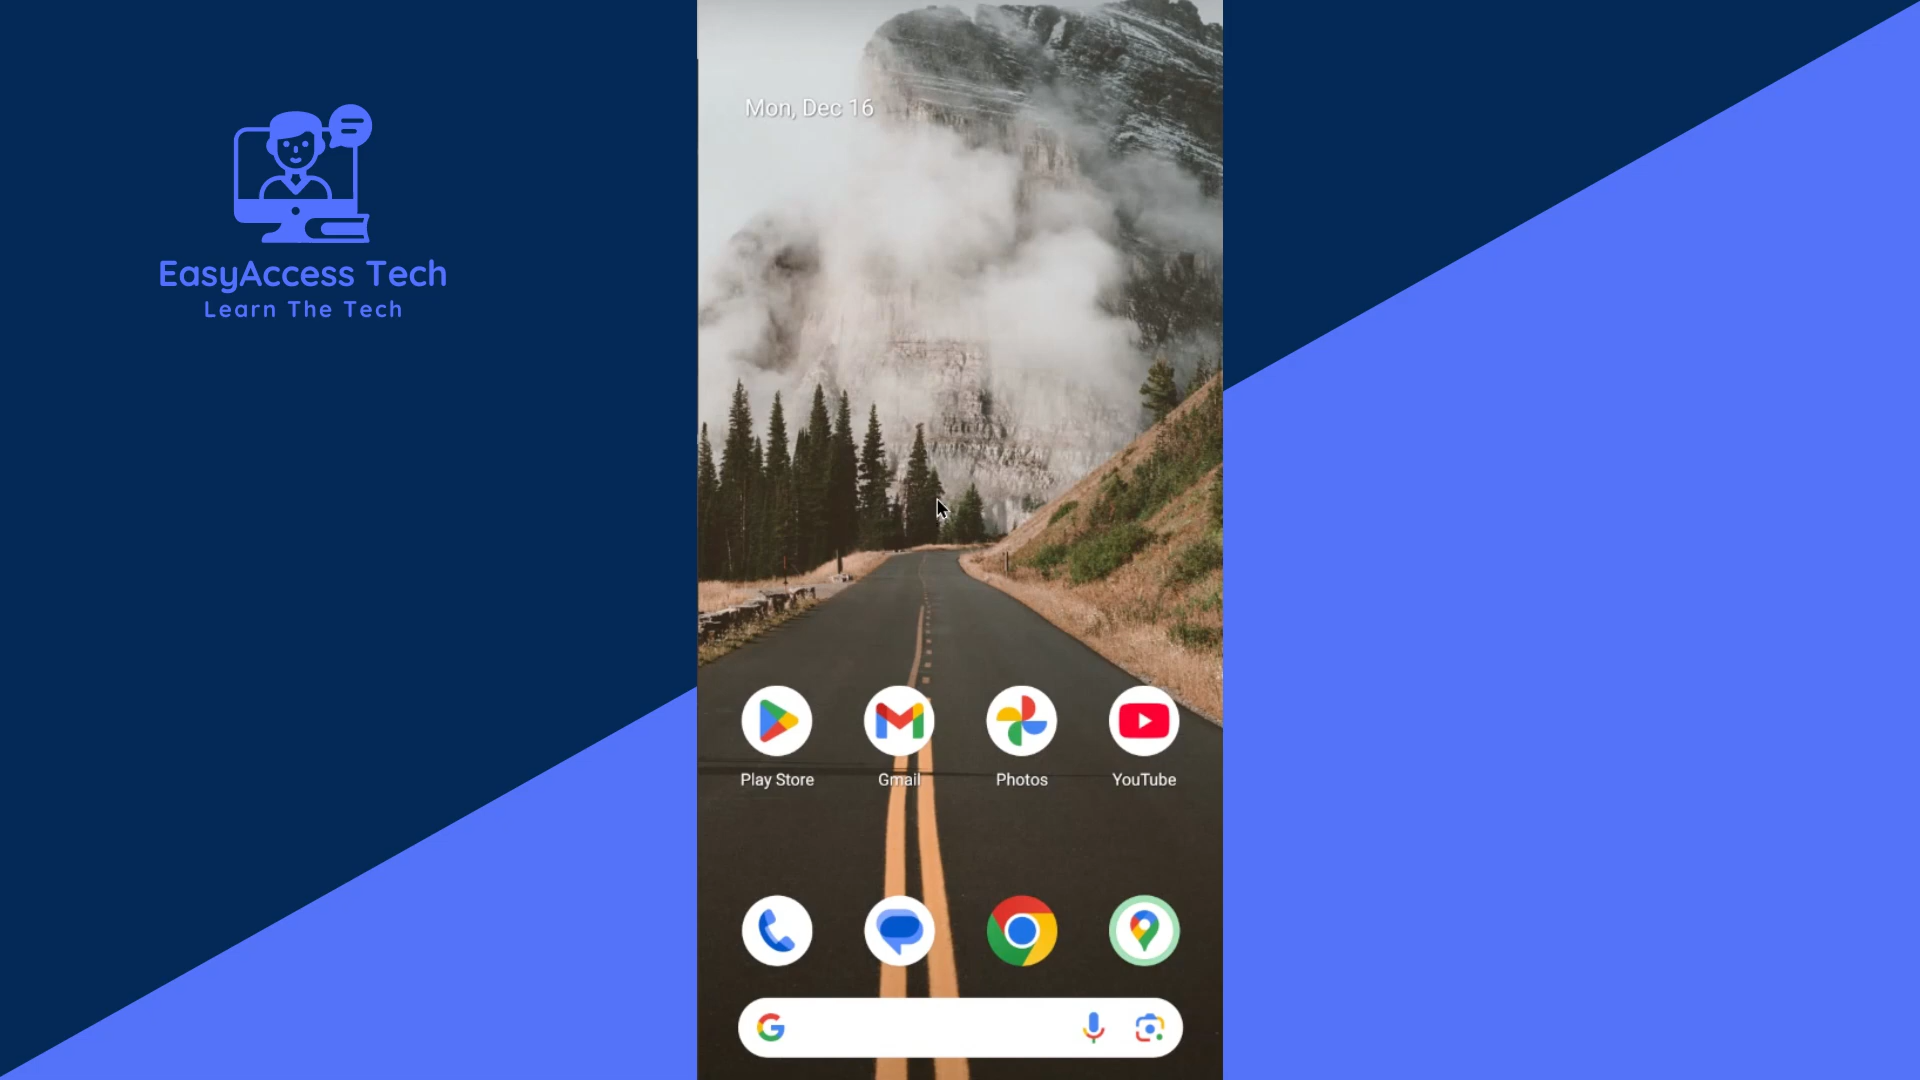 EasyAccess Tech
Learn The Tech
Mon, Dec 16
Play Store
Gmail
Photos
YouTube